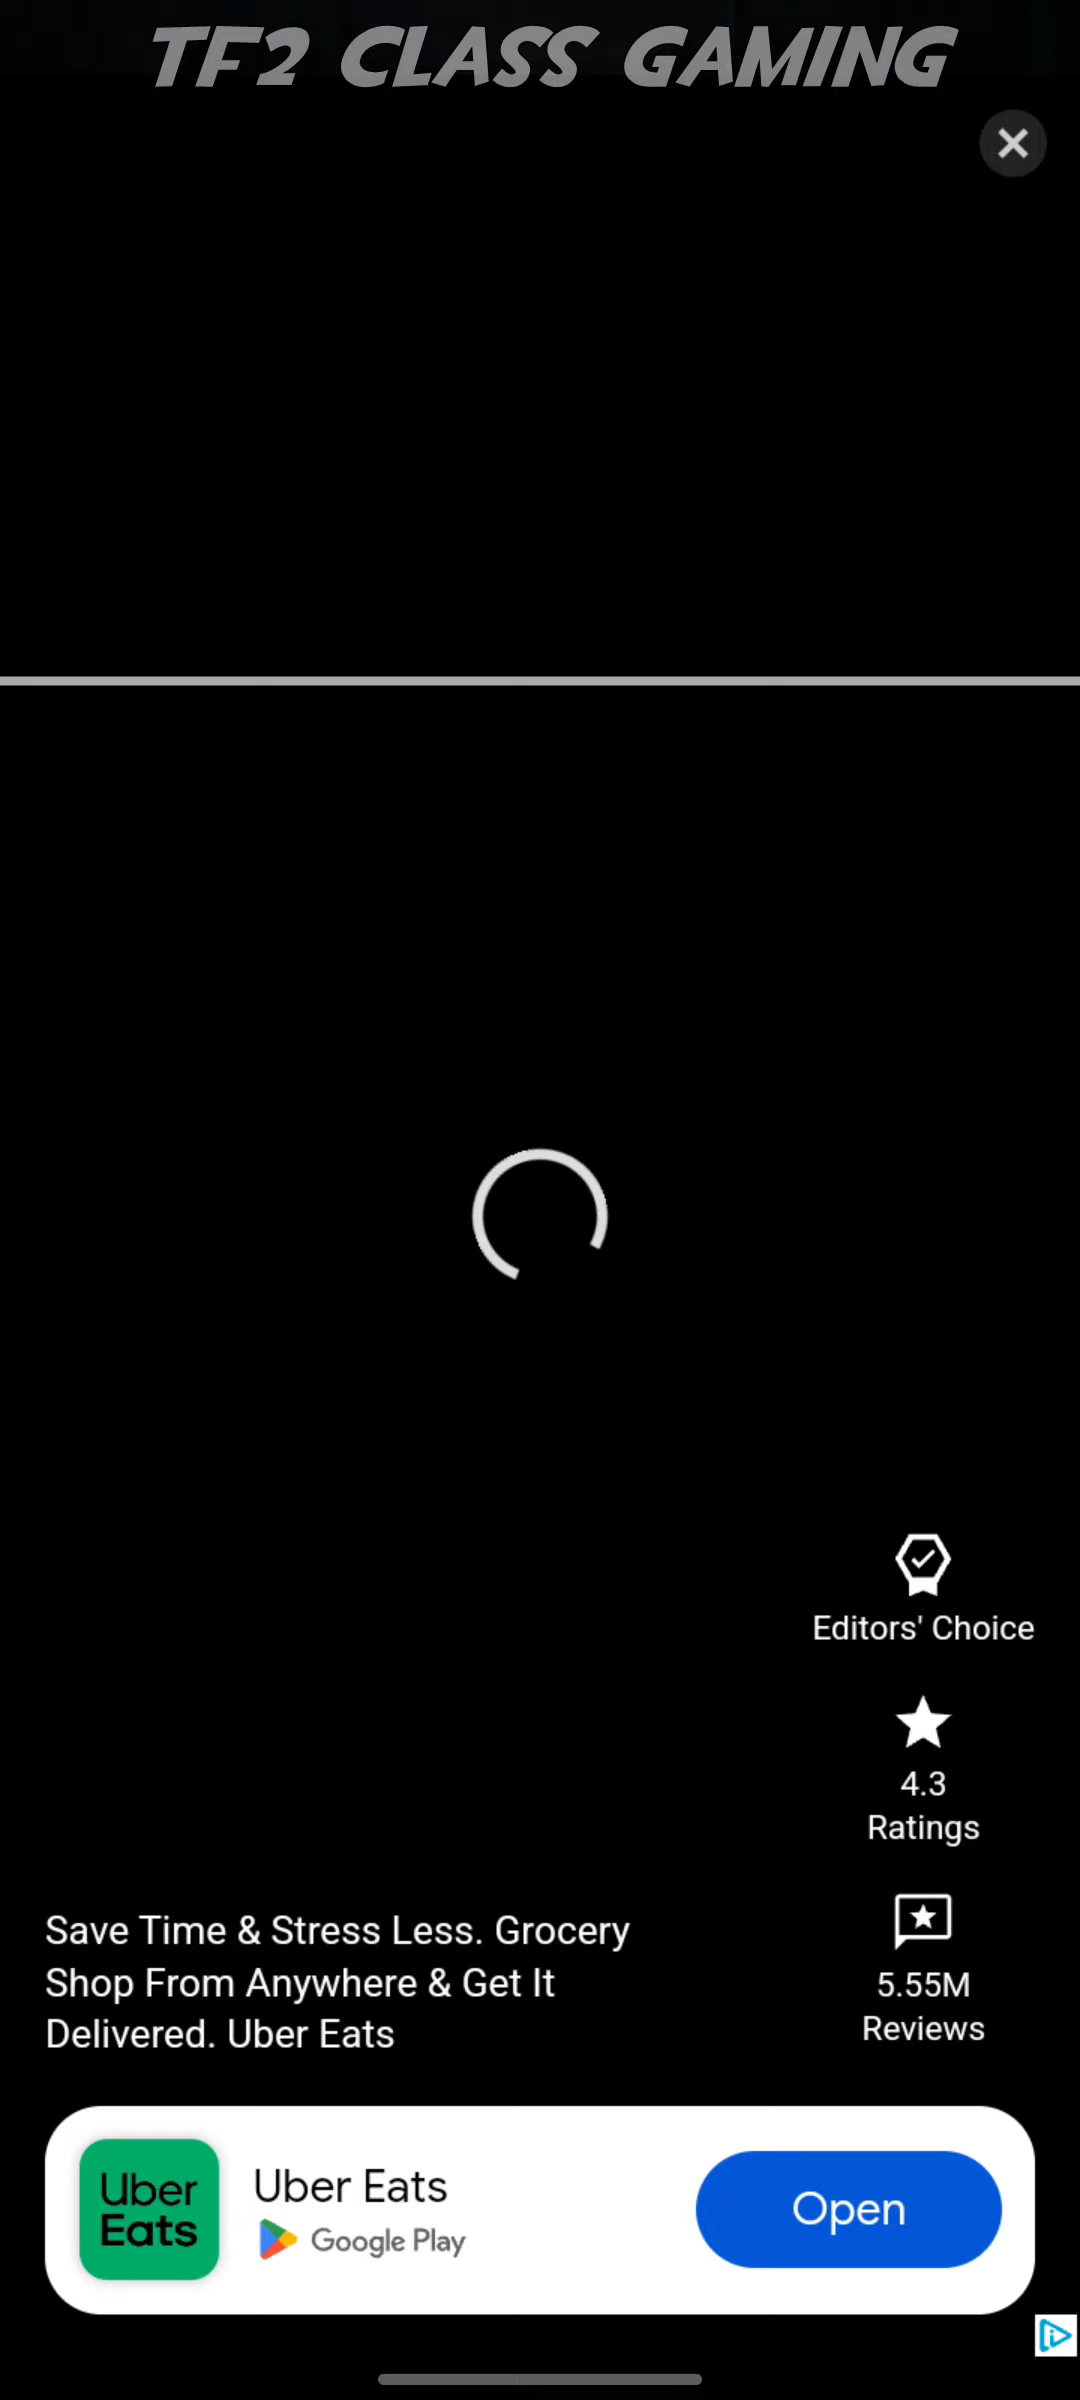 TF2 CLASS GAMING
Editors' Choice
4.3
Ratings
Save Time & Stress Less. Grocery
Shop From Anywhere & Get It
Delivered. Uber Eats
5.55M
Reviews
Uber
Eats
Uber Eats
Google Play
Open